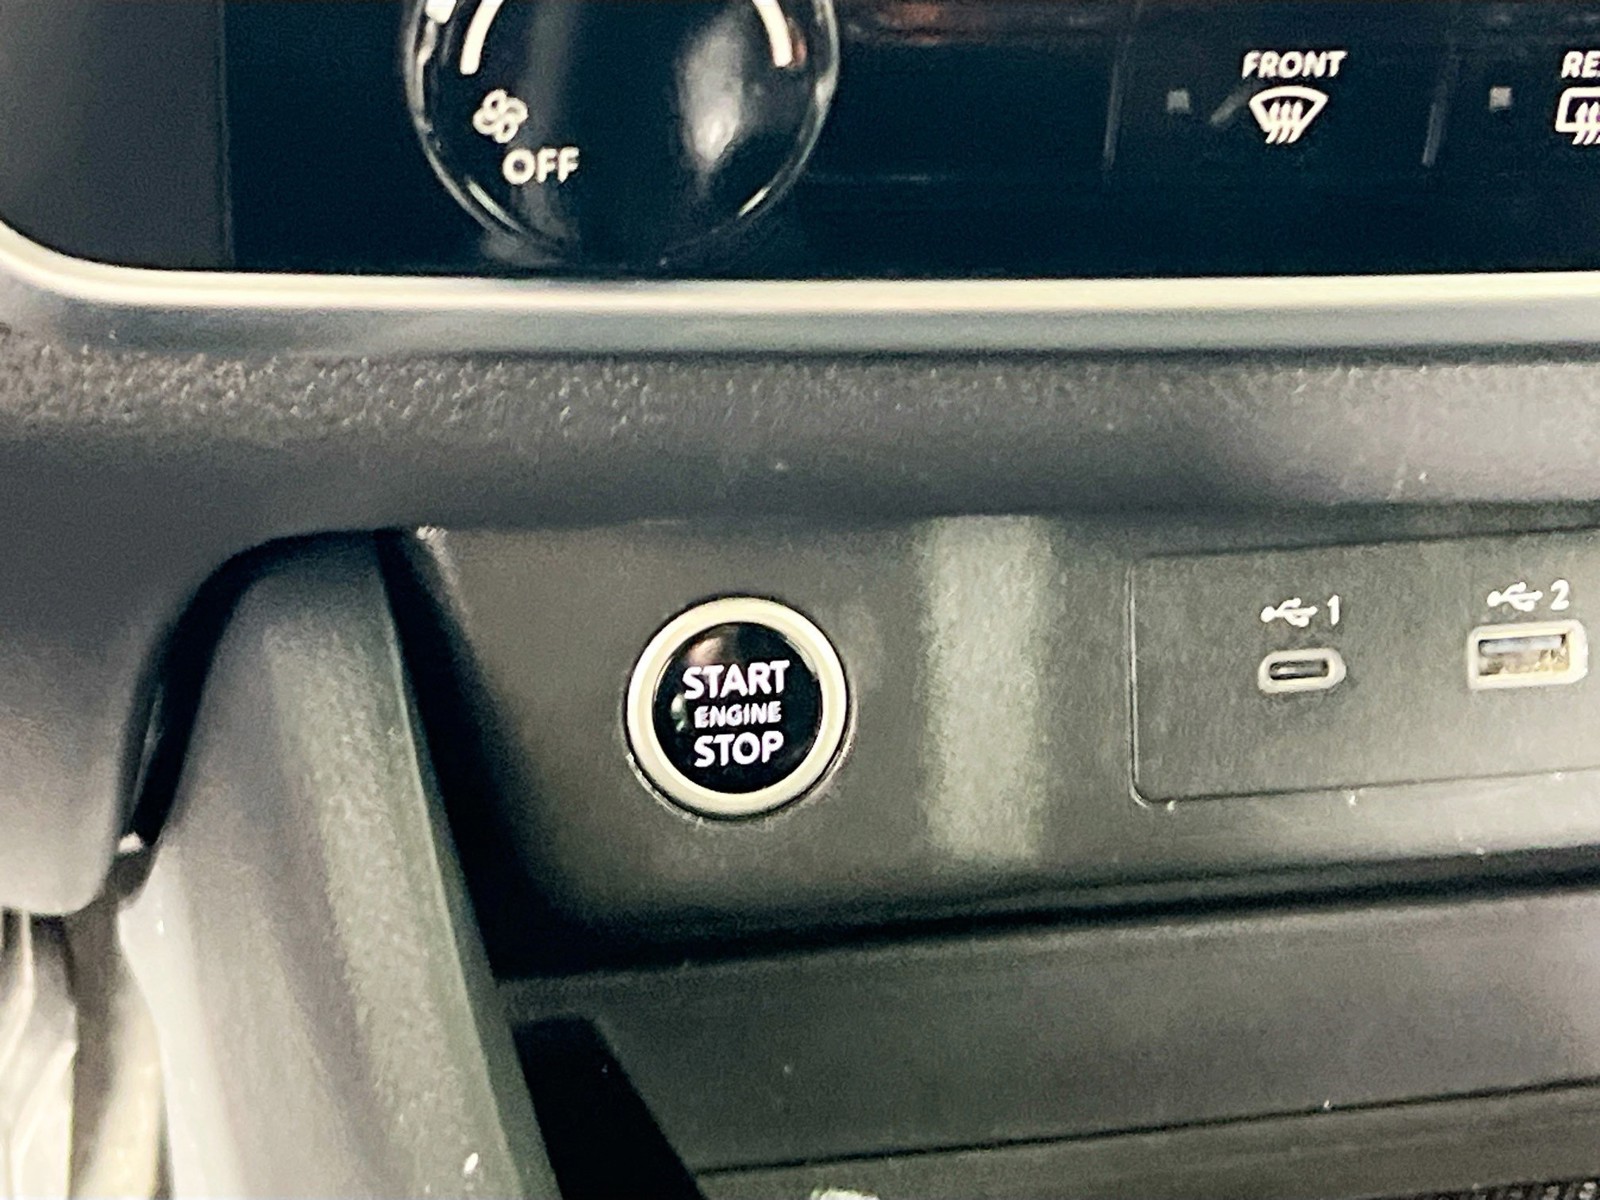 FRONT
OFF
START
ENGINE
STOP
1
2